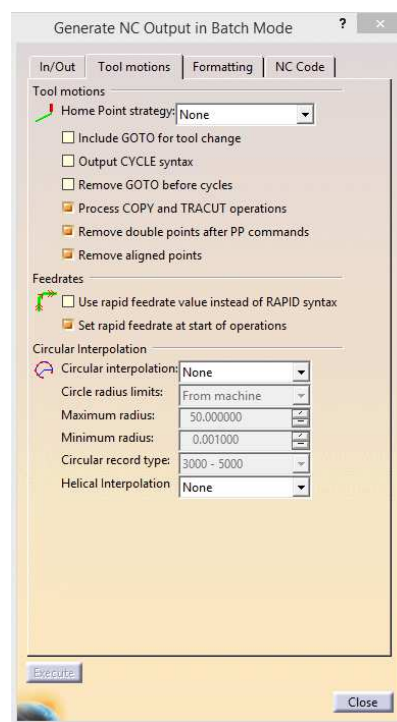 Generate NC Output in Batch Mode ?
In/Out Tool motions Formatting NC Code
Tool motions
Home Point strategy: None
Include GOTO for tool change
Output CYCLE syntax
Remove GOTO before cycles
Process COPY and TRACUT operations
Remove double points after PP commands
Remove aligned points
Feedrates
Use rapid feedrate value instead of RAPID syntax
Set rapid feedrate at start of operations
Circular Interpolation
Circular interpolation: None
Circle radius limits: From machine
Maximum radius: 50.000000
Minimum radius: 0.001000
Circular record type: 3000 - 5000
Helical Interpolation None
Execute
Close